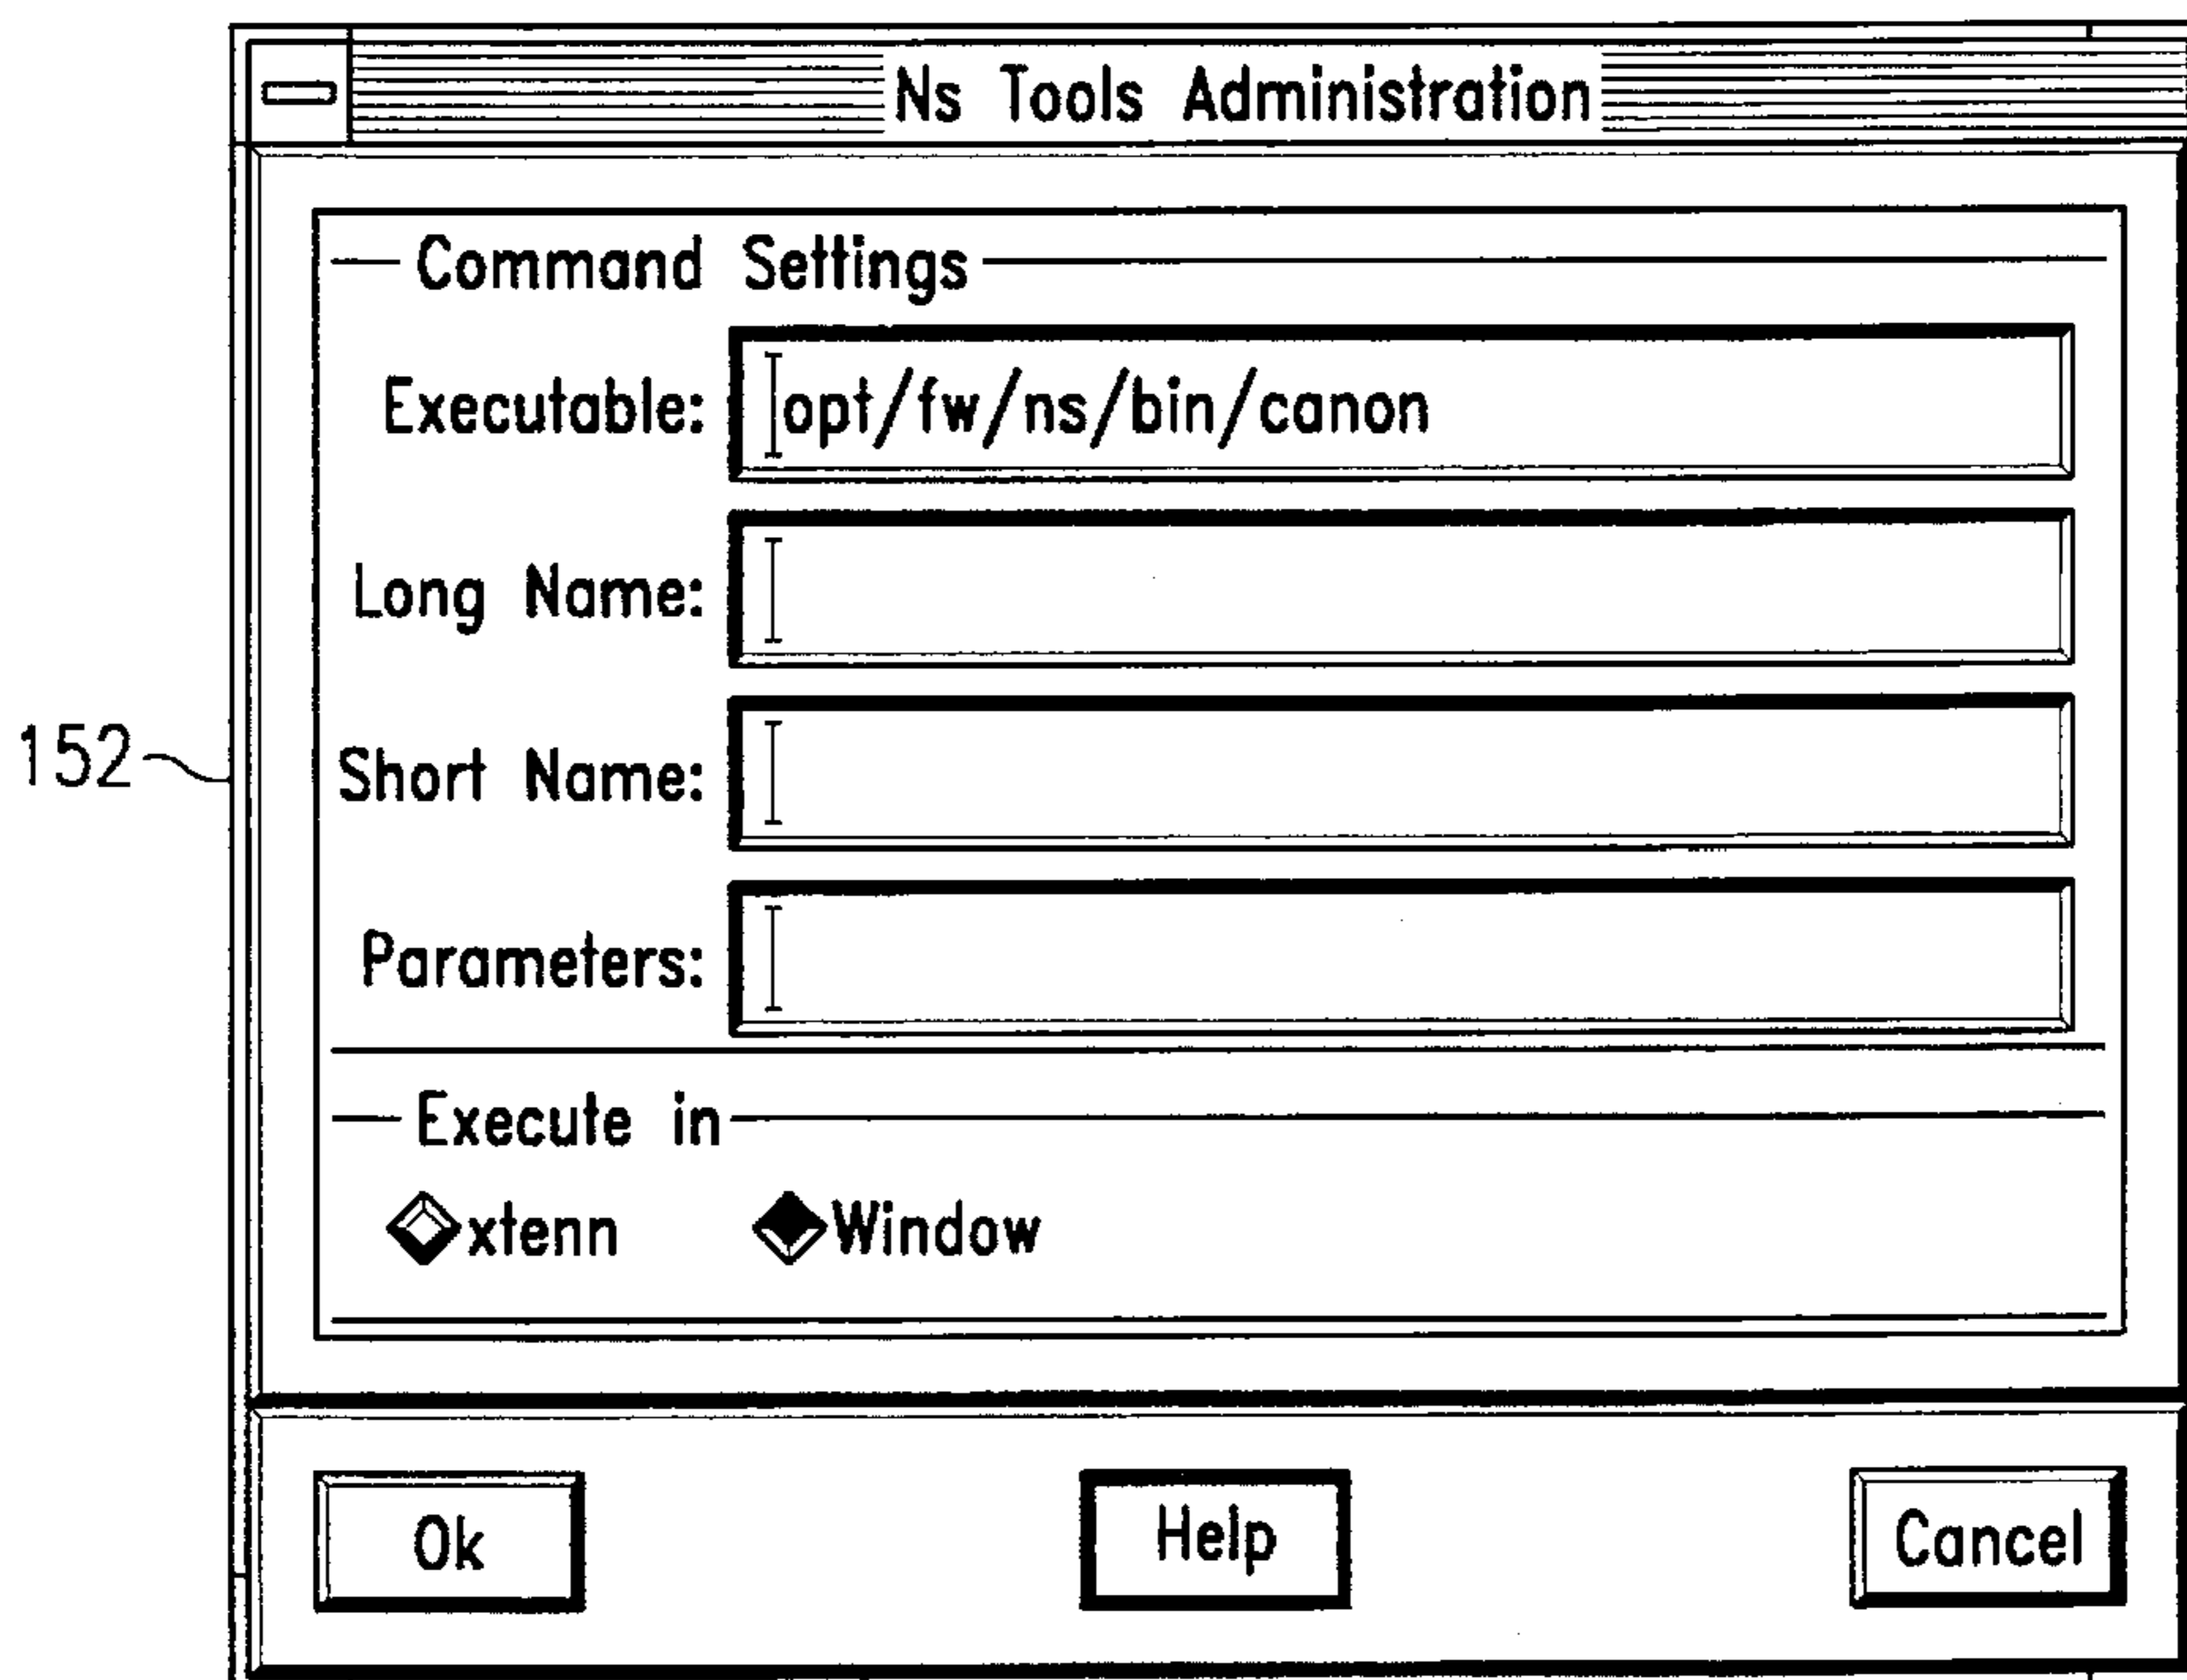 Ns Tools Administration
Command Settings
Executable: opt/fw/ns/bin/canon
Long Name:
Short Name:
152
Parameters:
Execute in
xtenn Window
Ok Help Cancel